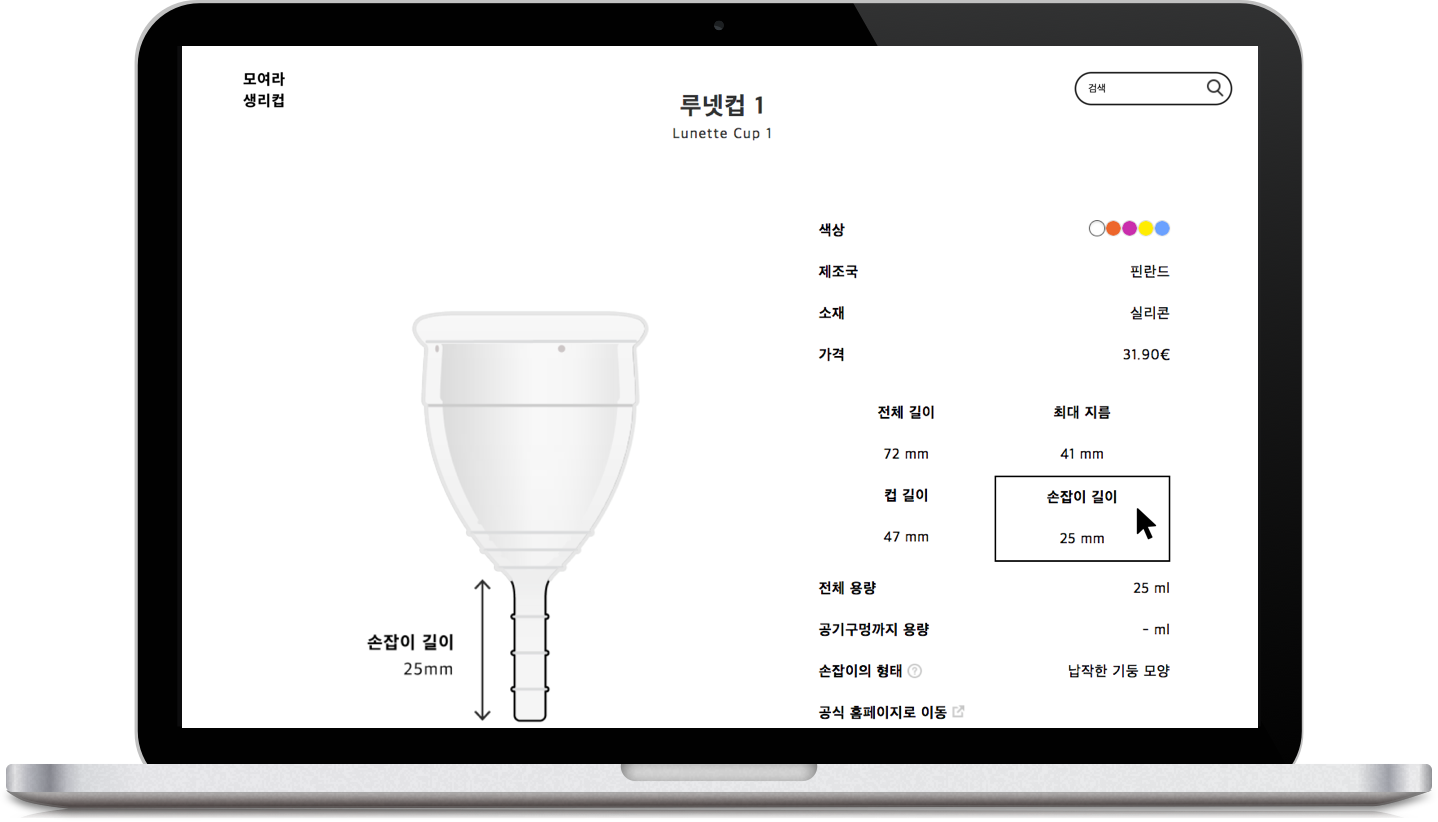 모여라
생리컵
루넷컵 1
Lunette Cup 1
검색
색상
제조국 핀란드
소재 실리콘
가격 31.90€
전체 길이 최대 지름
72 mm 41 mm
컵 길이 손잡이 길이
47 mm 25 mm
전체 용량 25 ml
공기구멍까지 용량 - ml
손잡이의 형태 ? 납작한 기둥 모양
공식 홈페이지로 이동
손잡이 길이
25mm